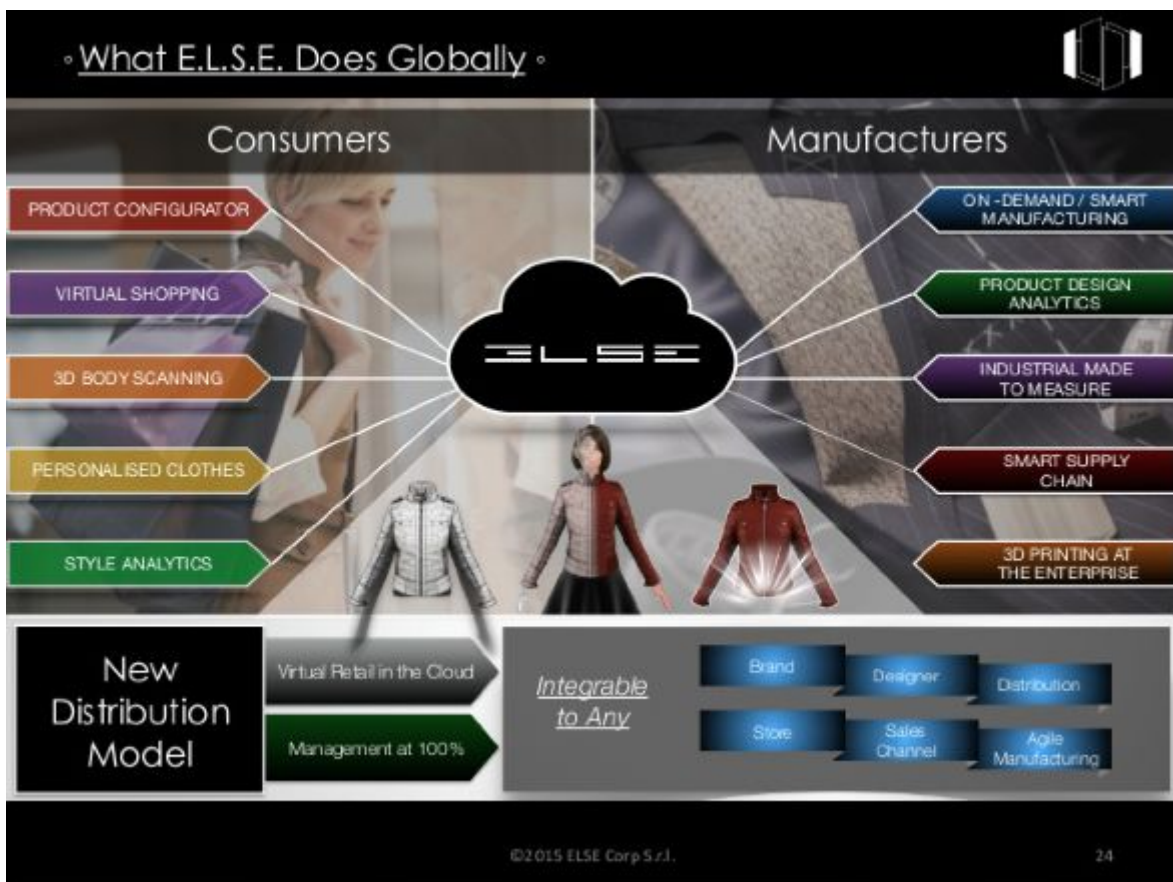 ◦ What E.L.S.E. Does Globally ◦
Consumers
Manufacturers
PRODUCT CONFIGURATOR
VIRTUAL SHOPPING
3D BODY SCANNING
PERSONALISED CLOTHES
STYLE ANALYTICS
ELSE
ON -DEMAND / SMART
MANUFACTURING
PRODUCT DESIGN
ANALYTICS
INDUSTRIAL MADE
TO MEASURE
SMART SUPPLY
CHAIN
3D PRINTING AT
THE ENTERPRISE
New
Distribution
Model
Virtual Retail in the Cloud
Management at 100%
Integrable
to Any
Brand
Designer
Distribution
Store
Sales
Channel
Agile
Manufacturing
©2015 ELSE Corp S.r.l.
24